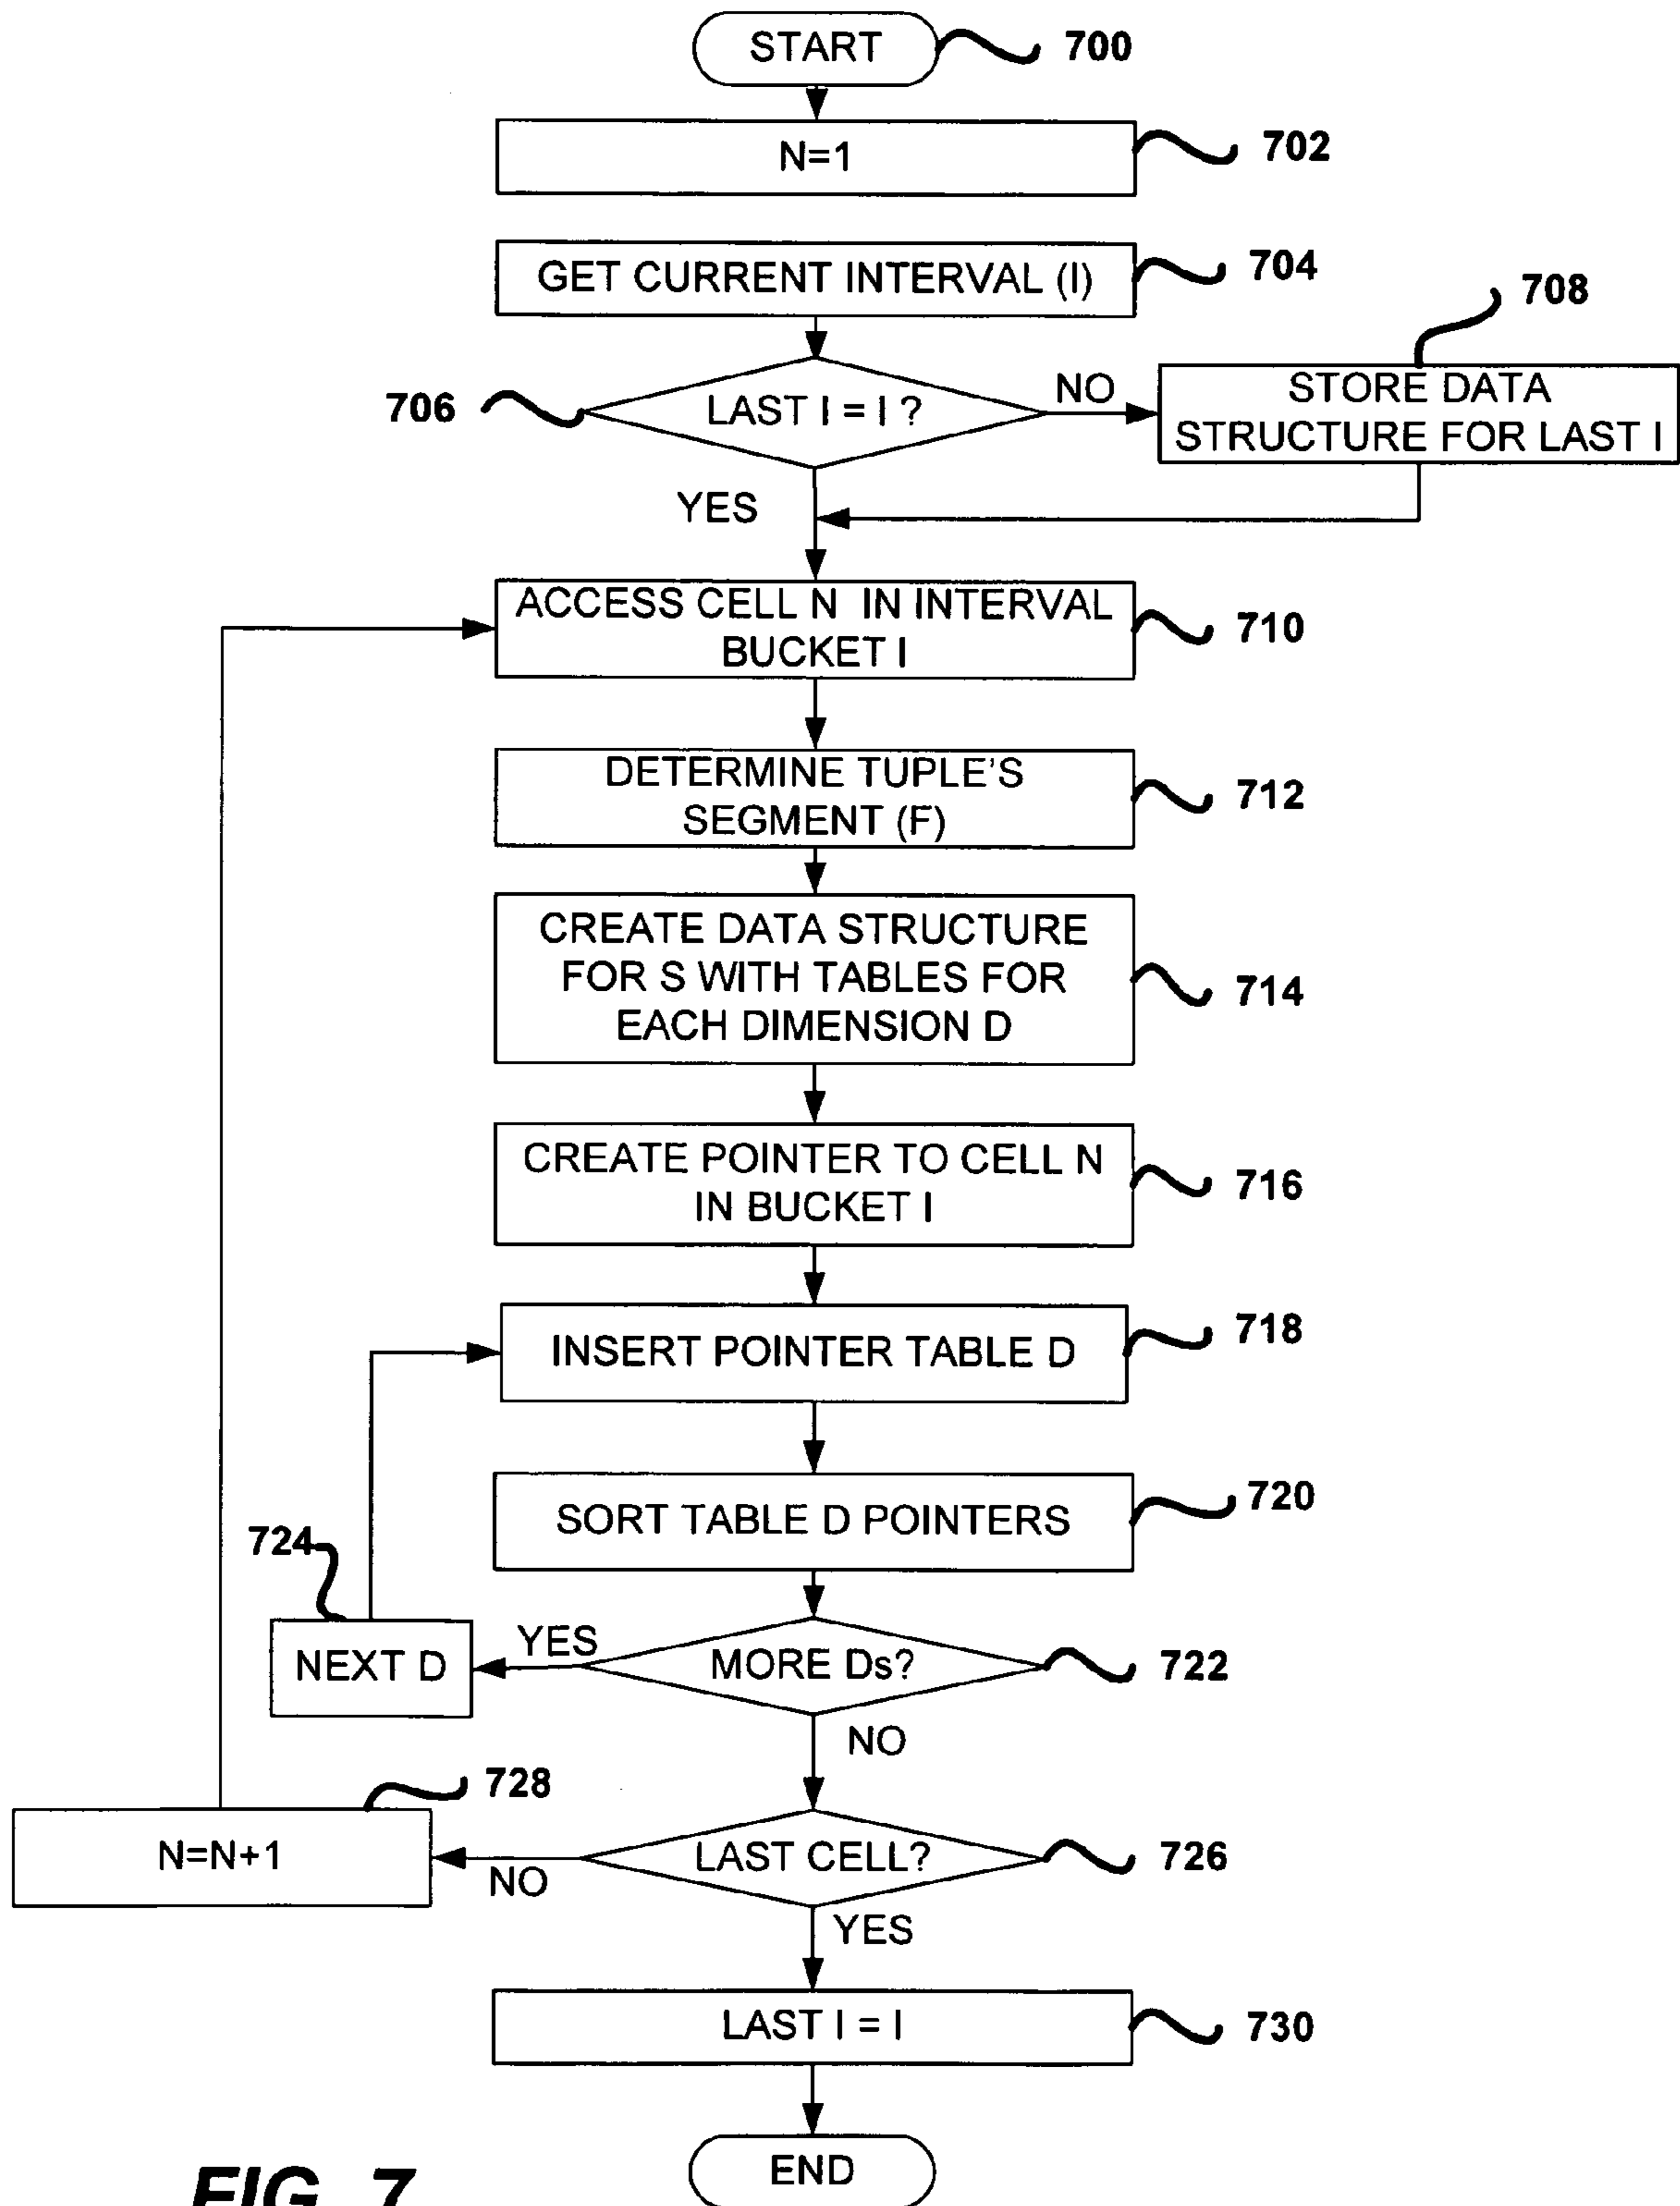 START
700
N=1
702
GET CURRENT INTERVAL (I)
704
708
706
LAST I = I ?
NO
STORE DATA
STRUCTURE FOR LAST I
YES
ACCESS CELL N IN INTERVAL
BUCKET I
710
DETERMINE TUPLE'S
SEGMENT (F)
712
CREATE DATA STRUCTURE
FOR S WITH TABLES FOR
EACH DIMENSION D
714
CREATE POINTER TO CELL N
IN BUCKET I
716
INSERT POINTER TABLE D
718
SORT TABLE D POINTERS
720
724
NEXT D
YES
MORE Ds?
722
NO
728
N=N+1
NO
LAST CELL?
726
YES
LAST I = I
730
END
FIG. 7